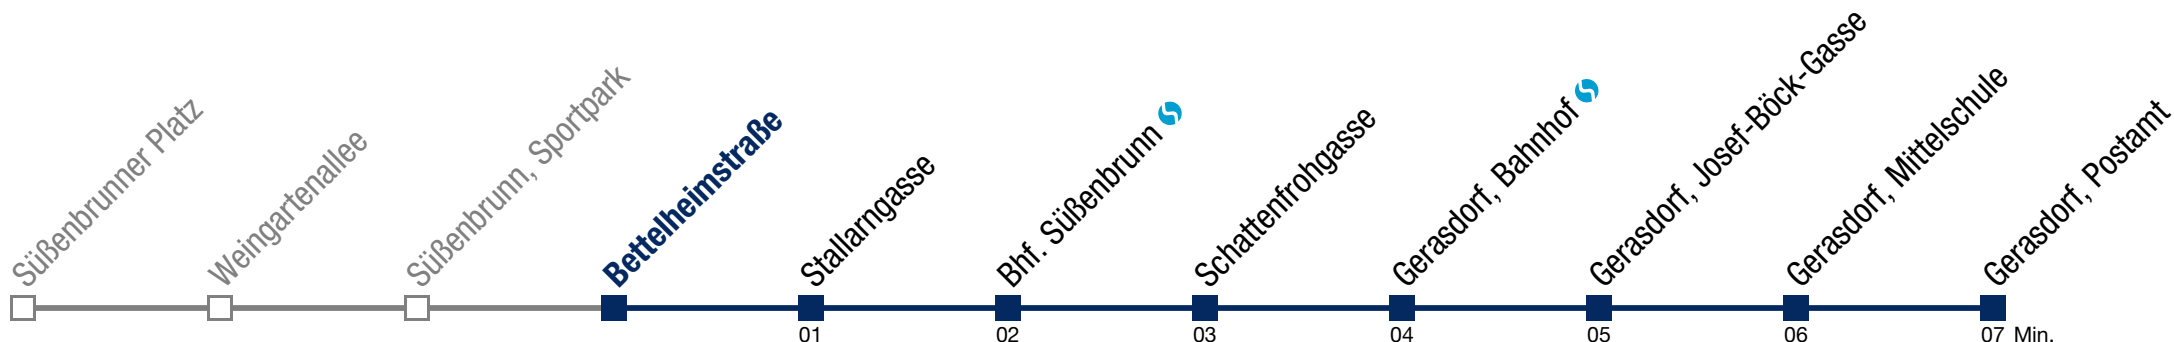 Süßenbrunner Platz
Weingartenallee
Süßenbrunn, Sportpark
Bettelheimstraße
Stallarngasse
Bhf. Süßenbrunn
Schattenfrohgasse
Gerasdorf, Bahnhof
Gerasdorf, Josef-Böck-Gasse
Gerasdorf, Mittelschule
Gerasdorf, Postamt
01 02 03 04 05 06 07 Min.